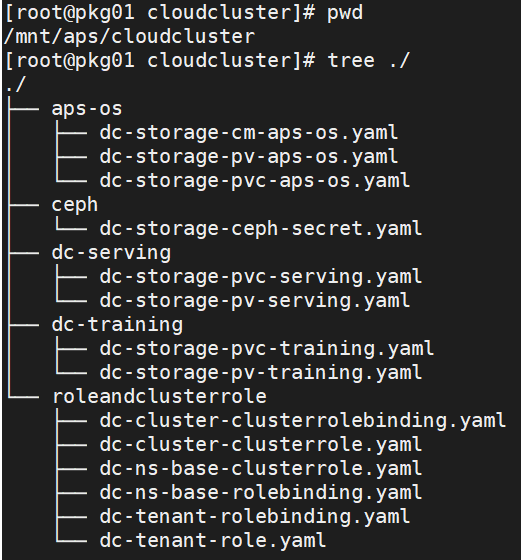 [root@pkg01 cloudcluster]# pwd
/mnt/aps/cloudcluster
[root@pkg01 cloudcluster]# tree ./
./
├── aps-os
│   ├── dc-storage-cm-aps-os.yaml
│   ├── dc-storage-pv-aps-os.yaml
│   └── dc-storage-pvc-aps-os.yaml
├── ceph
│   └── dc-storage-ceph-secret.yaml
├── dc-serving
│   ├── dc-storage-pvc-serving.yaml
│   └── dc-storage-pv-serving.yaml
├── dc-training
│   ├── dc-storage-pvc-training.yaml
│   └── dc-storage-pv-training.yaml
└── roleandclusterrole
    ├── dc-cluster-clusterrolebinding.yaml
    ├── dc-cluster-clusterrole.yaml
    ├── dc-ns-base-clusterrole.yaml
    ├── dc-ns-base-rolebinding.yaml
    ├── dc-tenant-rolebinding.yaml
    └── dc-tenant-role.yaml